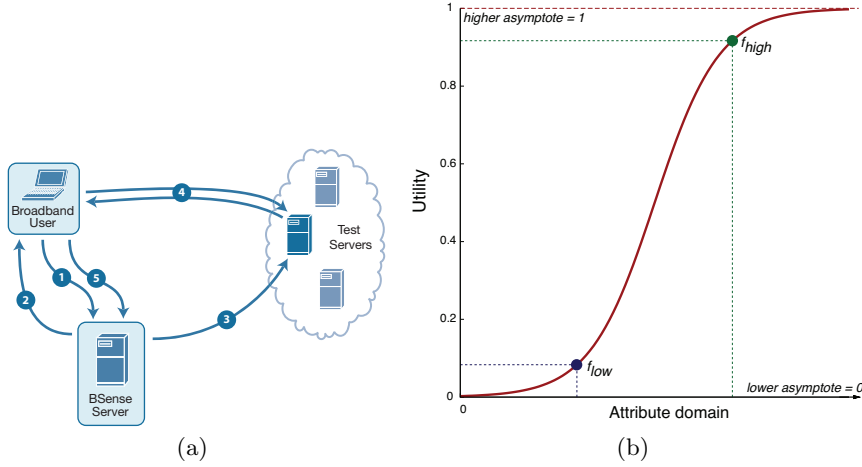 Broadband
User
1
2
3
4
5
Test
Servers
BSense
Server
(a)
1
0.8
0.6
0.4
0.2
0
0
Utility
higher asymptote = 1
f_high
f_low
lower asymptote = 0
Attribute domain
(b)